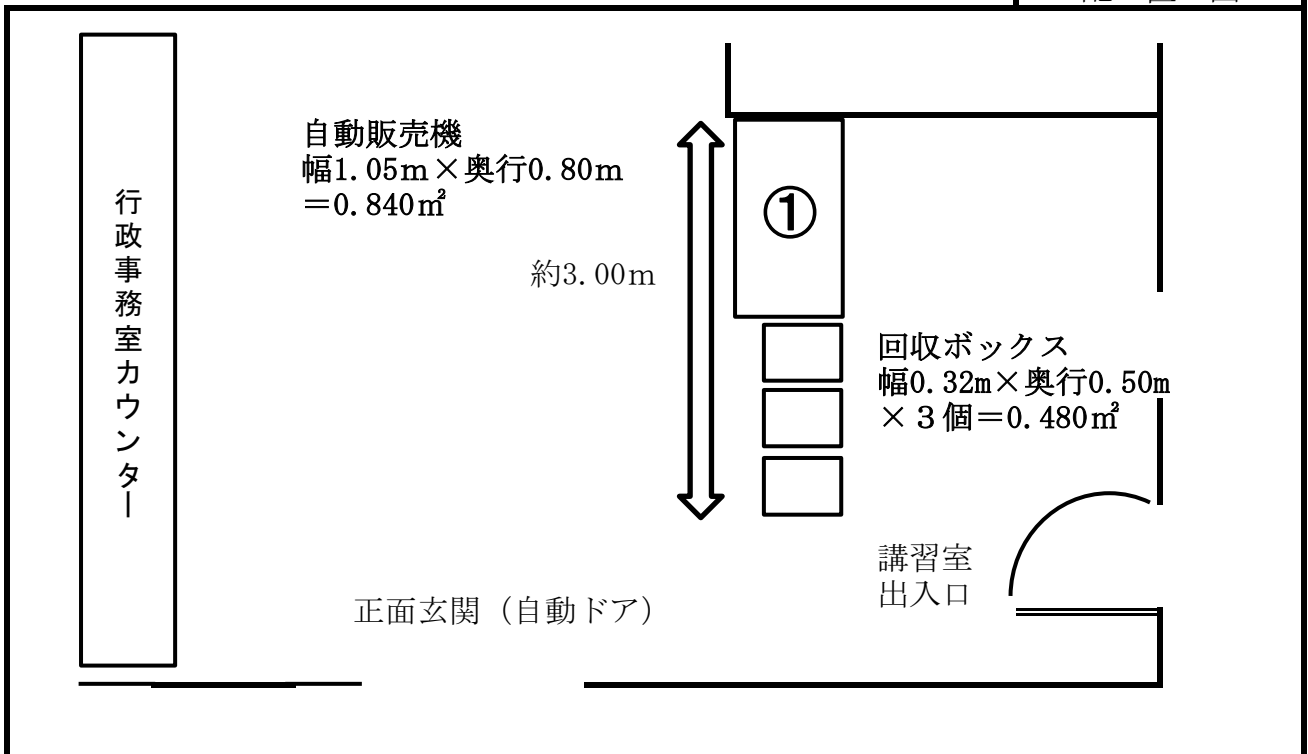 行政事務室カウンター
自動販売機
幅1.05m×奥行0.80m
＝0.840㎡
①
約3.00m
回収ボックス
幅0.32m×奥行0.50m
×３個＝0.480㎡
講習室
出入口
正面玄関（自動ドア）